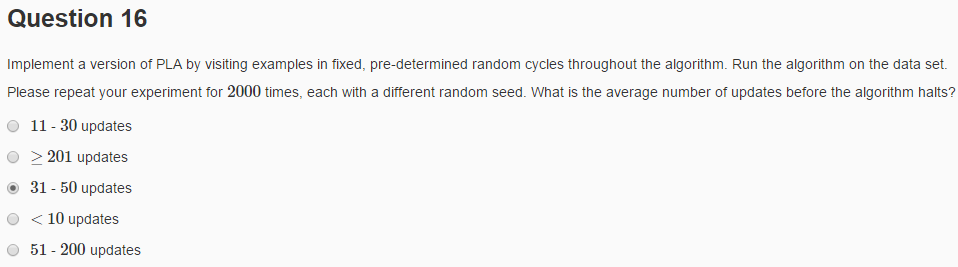 Question 16
Implement a version of PLA by visiting examples in fixed, pre-determined random cycles throughout the algorithm. Run the algorithm on the data set.
Please repeat your experiment for 2000 times, each with a different random seed. What is the average number of updates before the algorithm halts?
11 - 30 updates
≥ 201 updates
31 - 50 updates
< 10 updates
51 - 200 updates